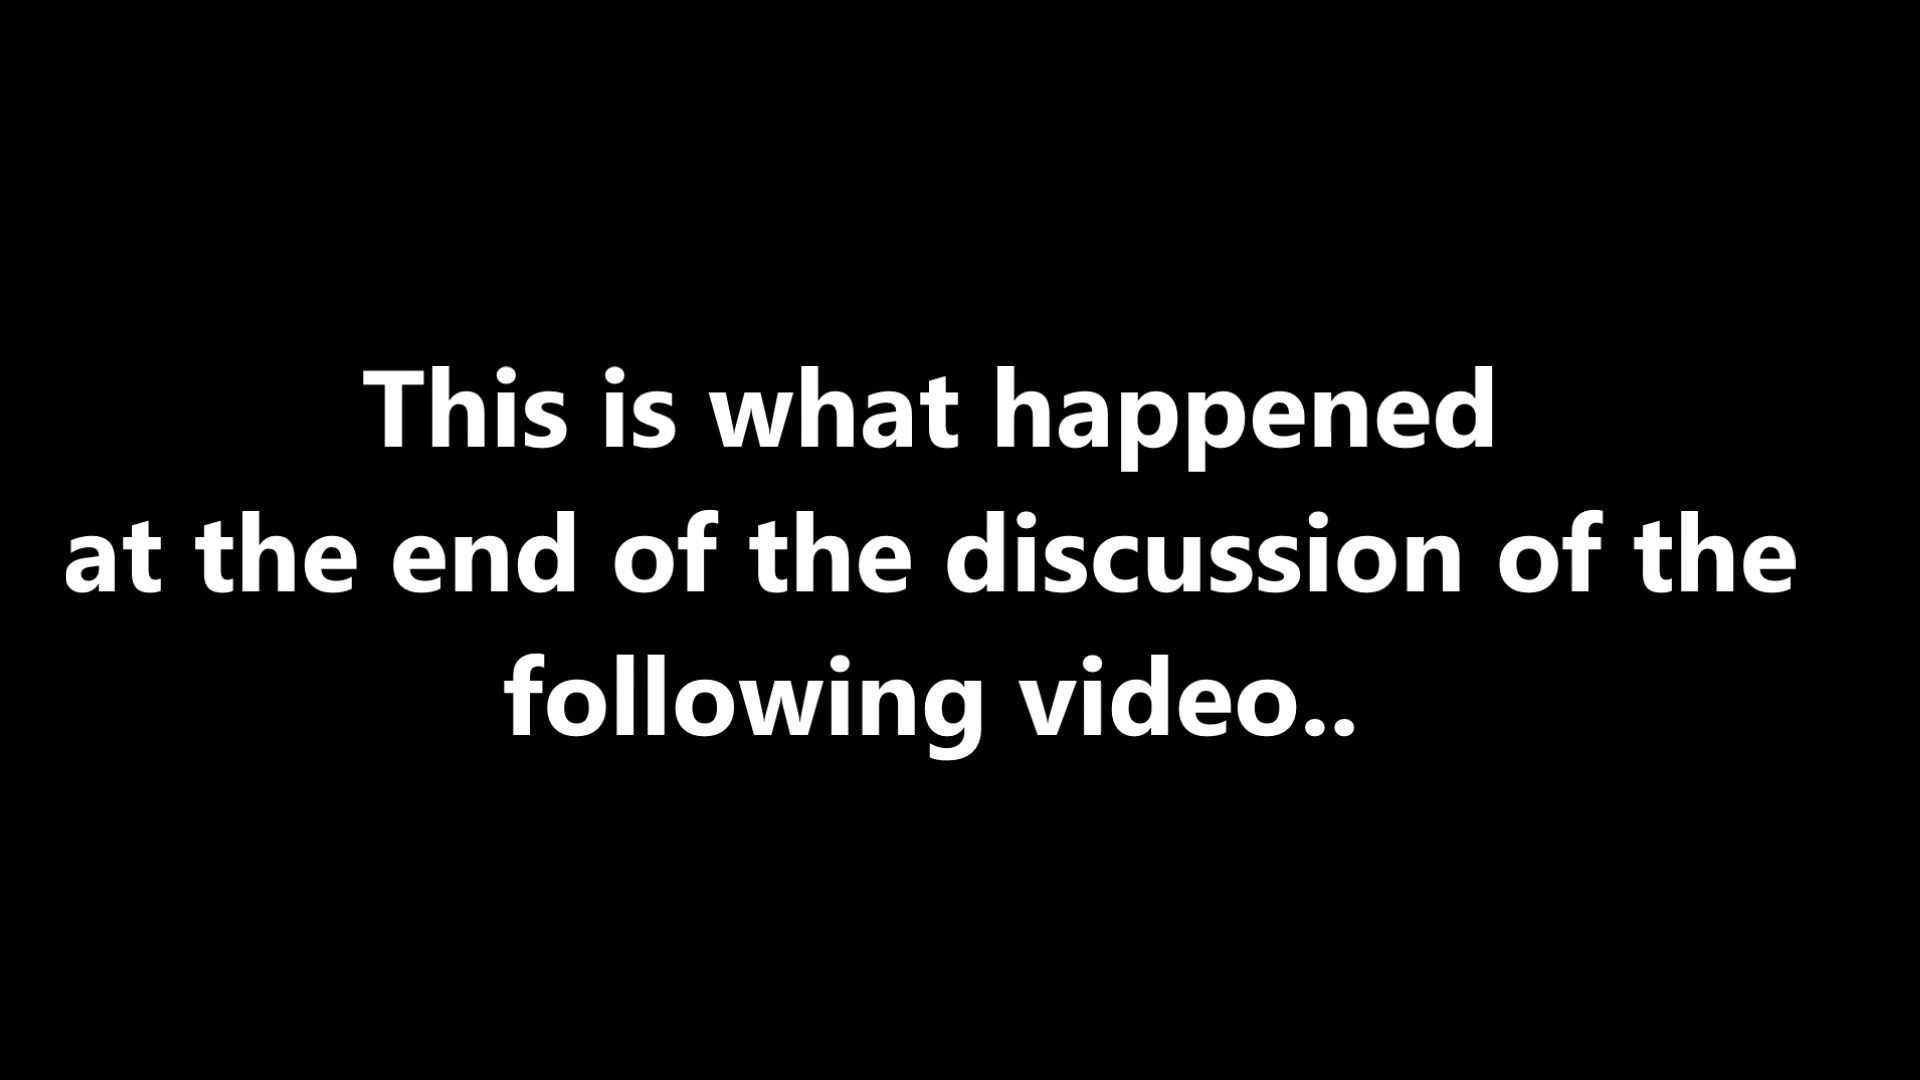 This is what happened
at the end of the discussion of the
following video..